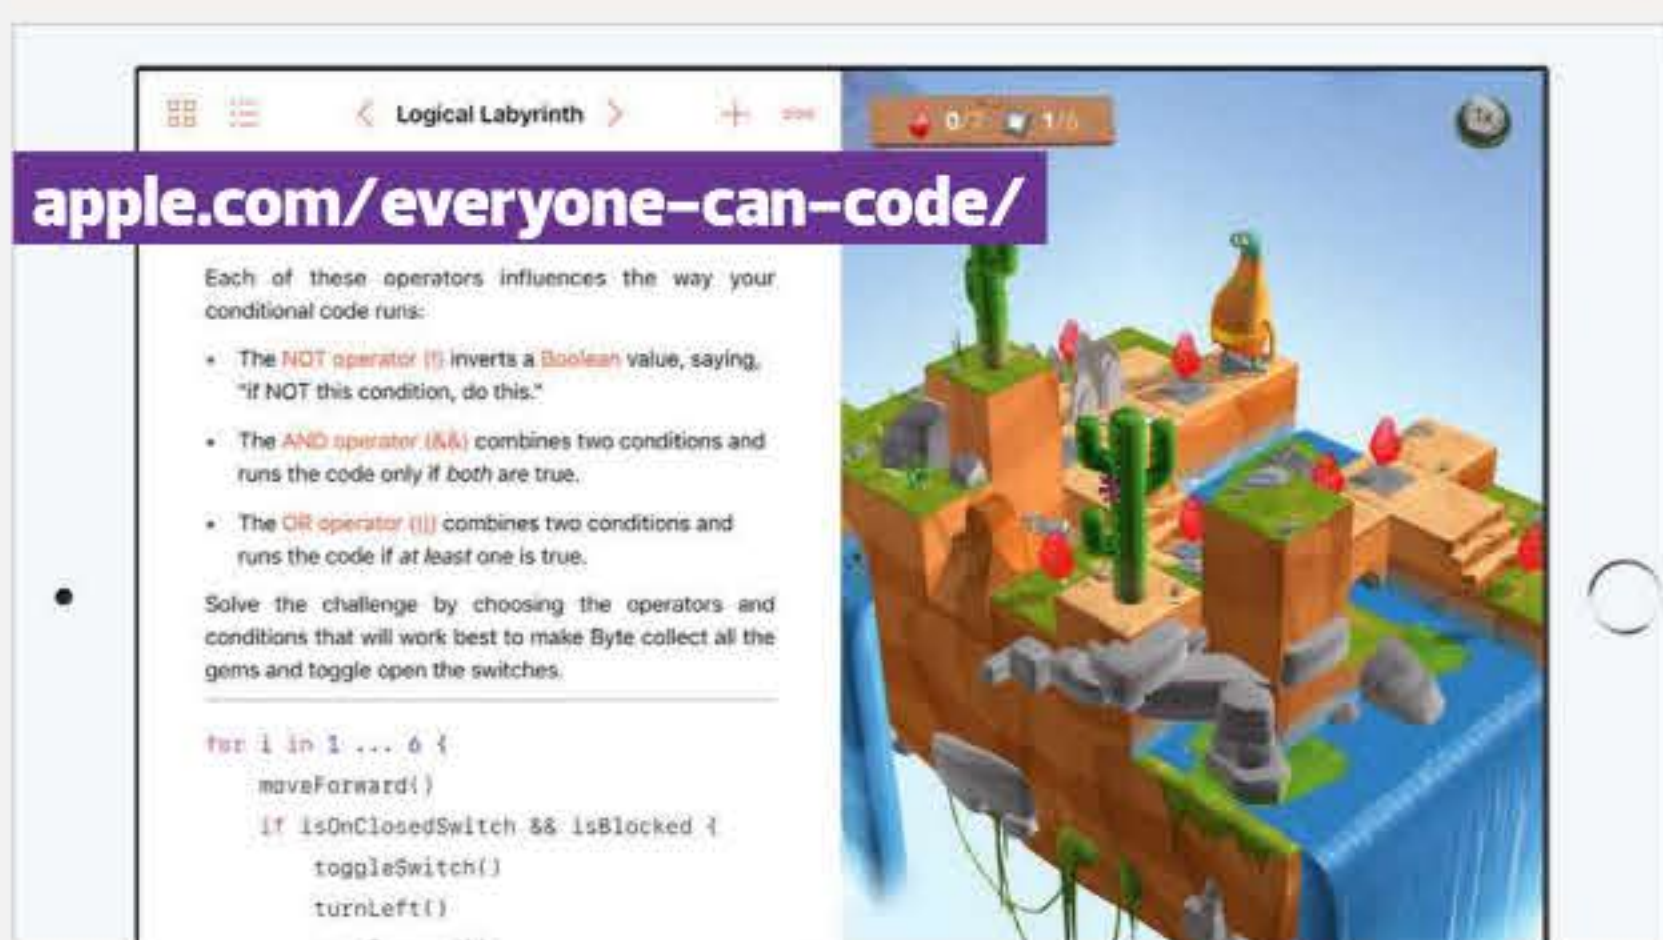 Logical Labyrinth
0/7 1/6
1x
apple.com/everyone-can-code/
Each of these operators influences the way your
conditional code runs:
• The NOT operator (!) inverts a Boolean value, saying,
"if NOT this condition, do this."
• The AND operator (&&) combines two conditions and
runs the code only if both are true.
• The OR operator (||) combines two conditions and
runs the code if at least one is true.
Solve the challenge by choosing the operators and
conditions that will work best to make Byte collect all the
gems and toggle open the switches.
for i in 1 ... 6 {
moveForward()
if isOnClosedSwitch && isBlocked {
toggleSwitch()
turnLeft()